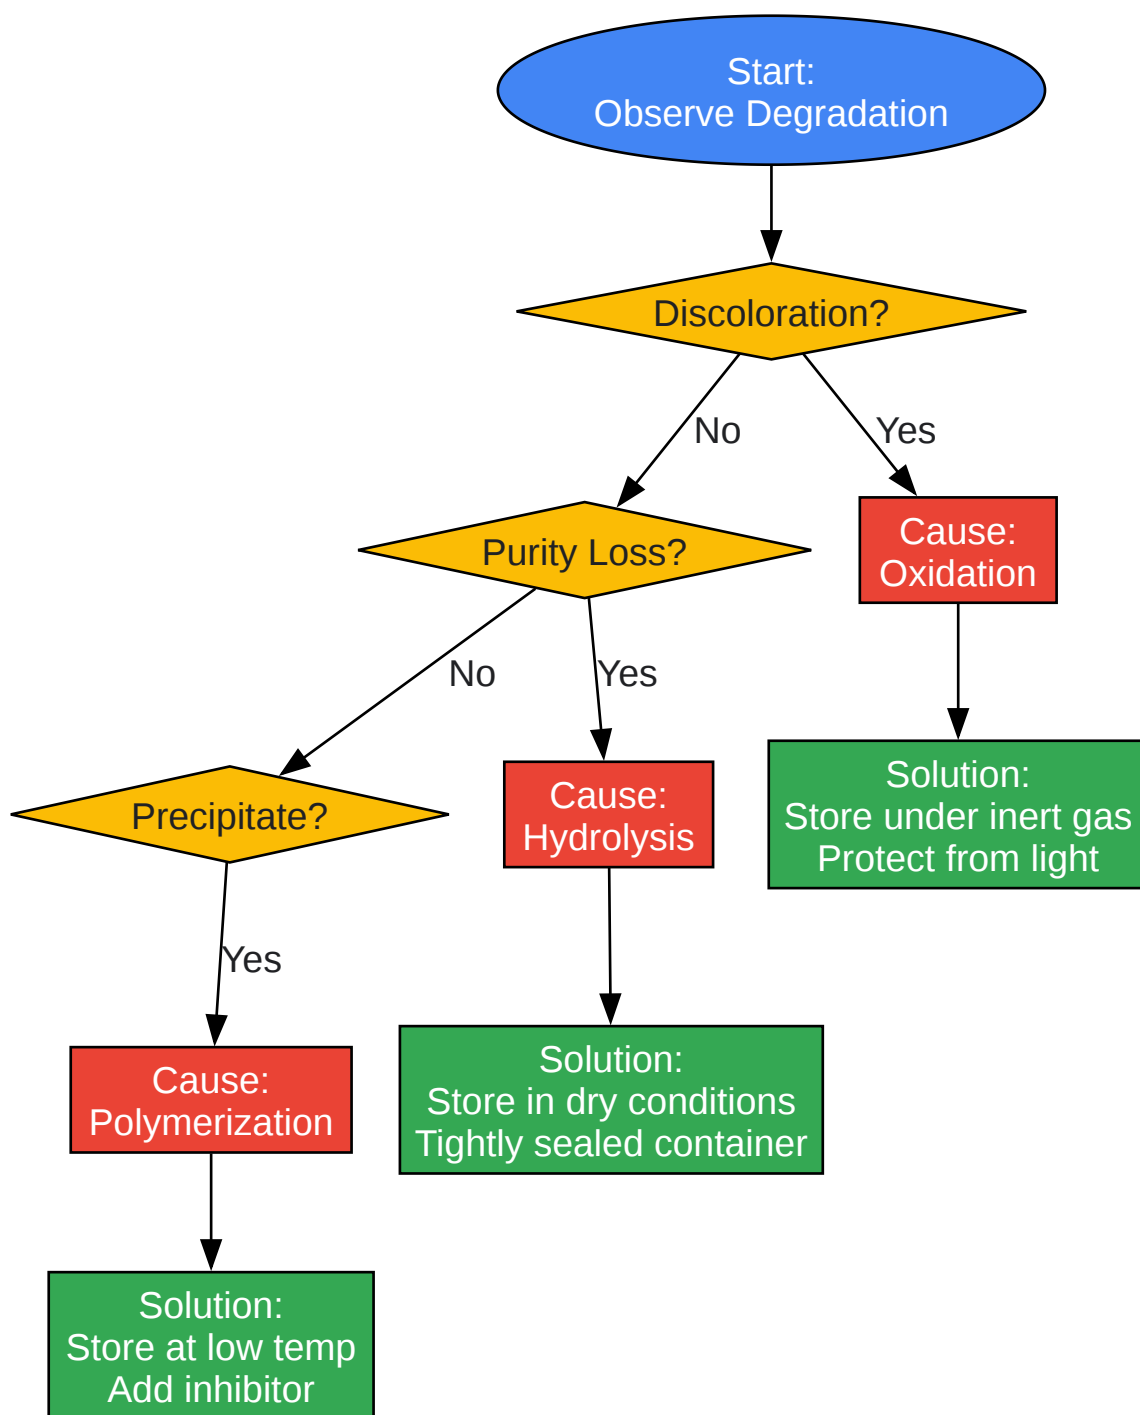 Start:
Observe Degradation
Discoloration?
No
Yes
Purity Loss?
Cause:
Oxidation
No
Yes
Precipitate?
Cause:
Hydrolysis
Solution:
Store under inert gas
Protect from light
Yes
Cause:
Polymerization
Solution:
Store in dry conditions
Tightly sealed container
Solution:
Store at low temp
Add inhibitor